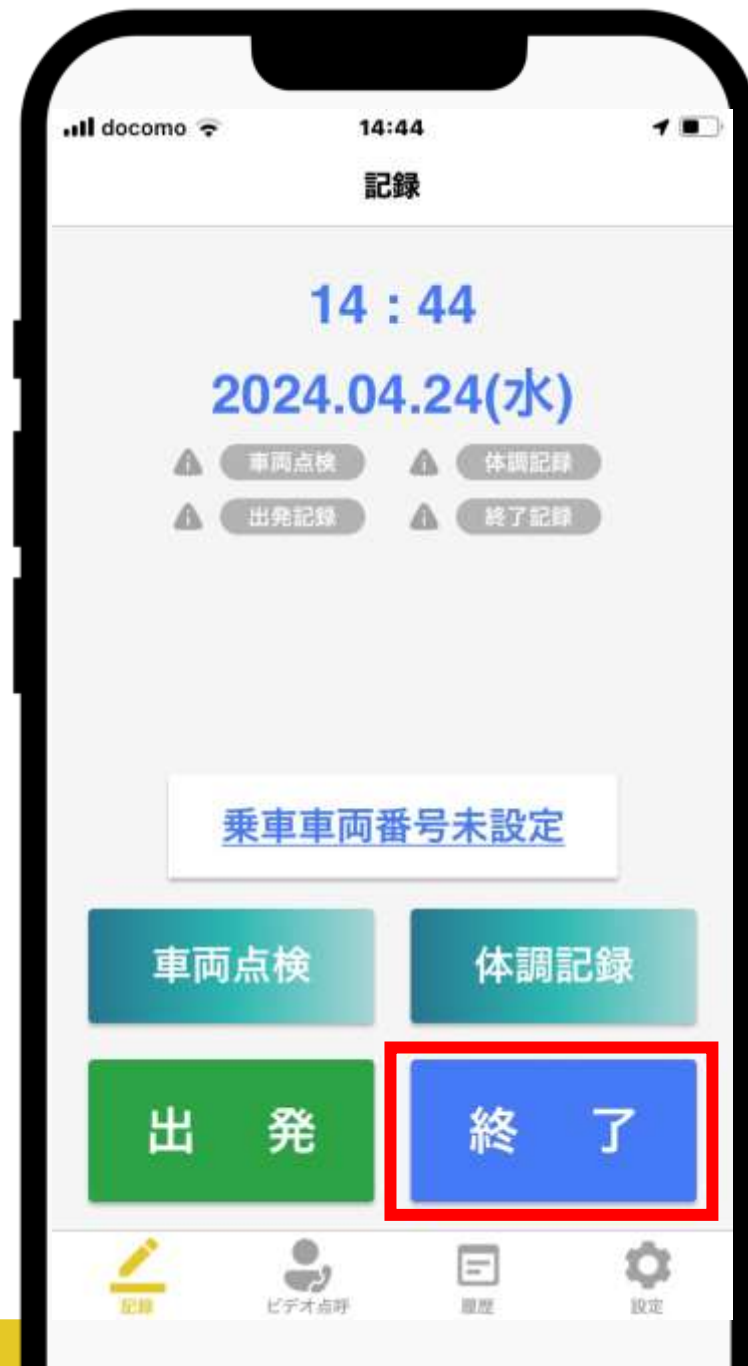 docomo 14:44
記録
14 : 44
2024.04.24(水)
車両点検 体調記録
出発記録 終了記録
乗車車両番号未設定
車両点検 体調記録
出 発 終 了
記録 ビデオ点呼 履歴 設定